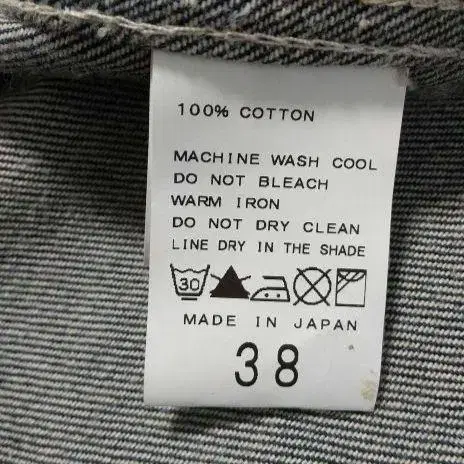 100% COTTON
MACHINE WASH COOL
DO NOT BLEACH
WARM IRON
DO NOT DRY CLEAN
LINE DRY IN THE SHADE
30
MADE IN JAPAN
38